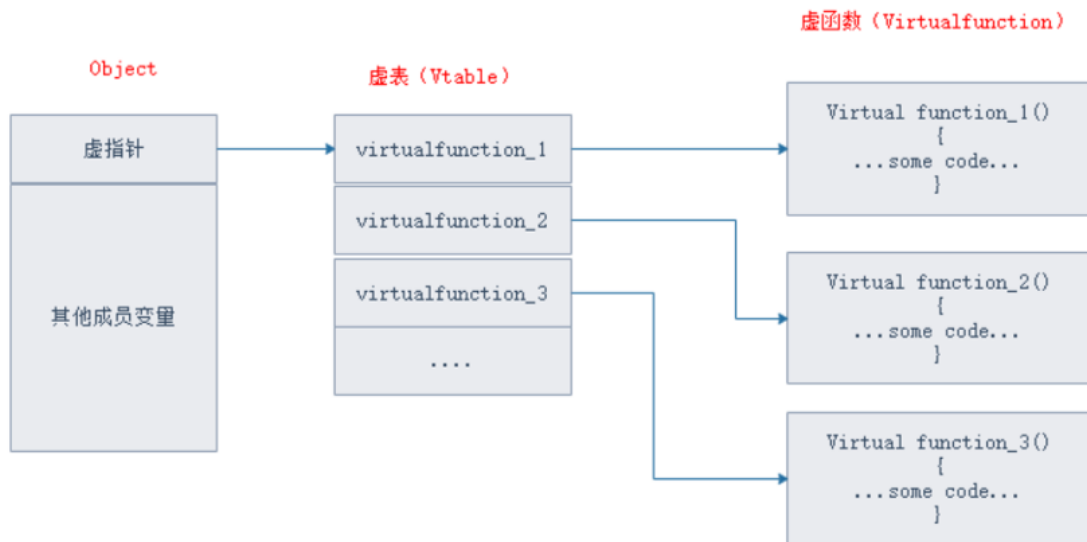 Object
虚指针
其他成员变量
虚表（Vtable）
virtualfunction_1
virtualfunction_2
virtualfunction_3
....
虚函数（Virtualfunction）
Virtual function_1()
{
...some code...
}
Virtual function_2()
{
...some code...
}
Virtual function_3()
{
...some code...
}